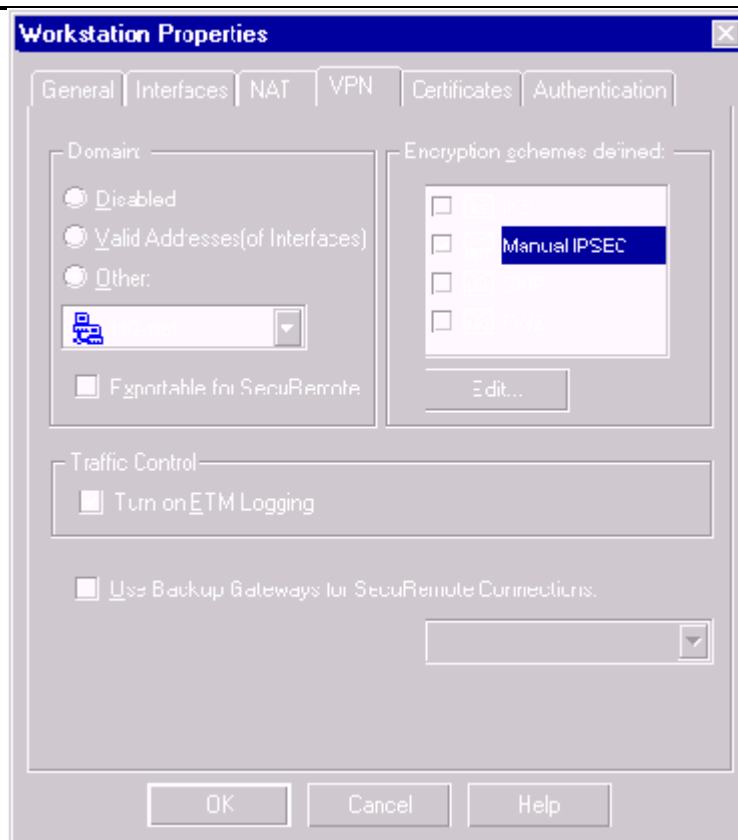 Workstation Properties
General Interfaces NAT VPN Certificates Authentication
Domain:
Encryption schemes defined:
Disabled
Valid Addresses(of Interfaces)
Manual IPSEC
Other:
Exportable for SecuRemote
Edit...
Traffic Control
Turn on ETM Logging
Use Backup Gateways for SecuRemote Connections:
OK Cancel Help